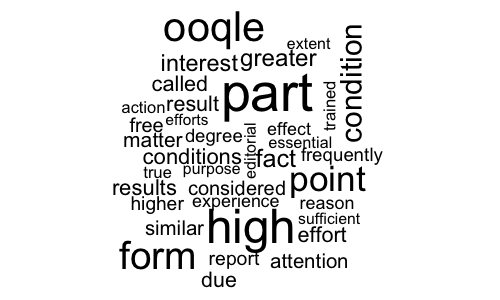 ooqle
extent
condition
interest
greater
called
part
action
result
trained
free
efforts
matter
degree
editorial
effect
essential
conditions
fact
frequently
true
purpose
point
results
considered
higher
experience
reason
similar
high
sufficient
effort
form
report
attention
due